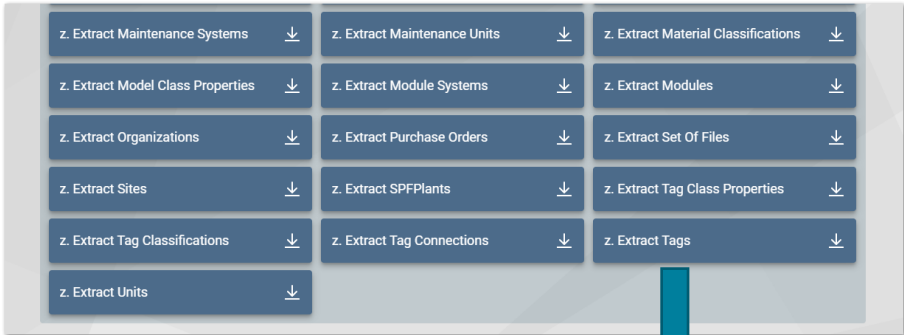 z. Extract Maintenance Systems
z. Extract Maintenance Units
z. Extract Material Classifications
z. Extract Model Class Properties
z. Extract Module Systems
z. Extract Modules
z. Extract Organizations
z. Extract Purchase Orders
z. Extract Set Of Files
z. Extract Sites
z. Extract SPFPlants
z. Extract Tag Class Properties
z. Extract Tag Classifications
z. Extract Tag Connections
z. Extract Tags
z. Extract Units